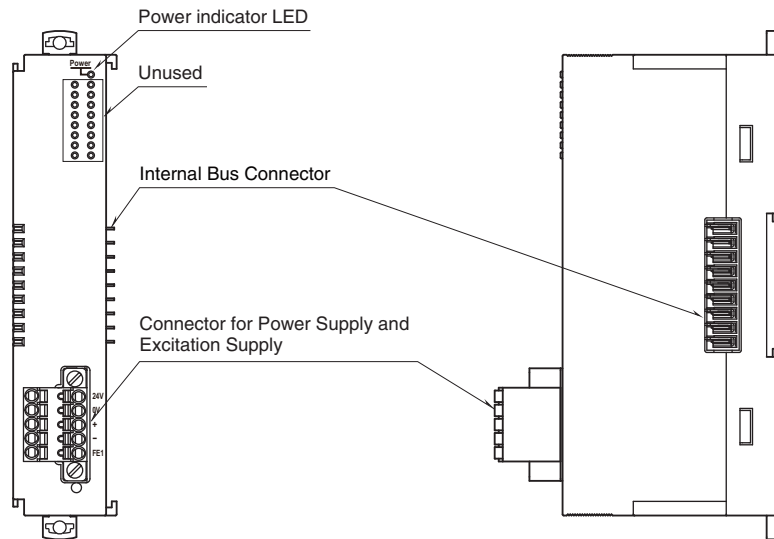 Power indicator LED
Power
Unused
Internal Bus Connector
Connector for Power Supply and
Excitation Supply
24V
0V
+
−
FE1